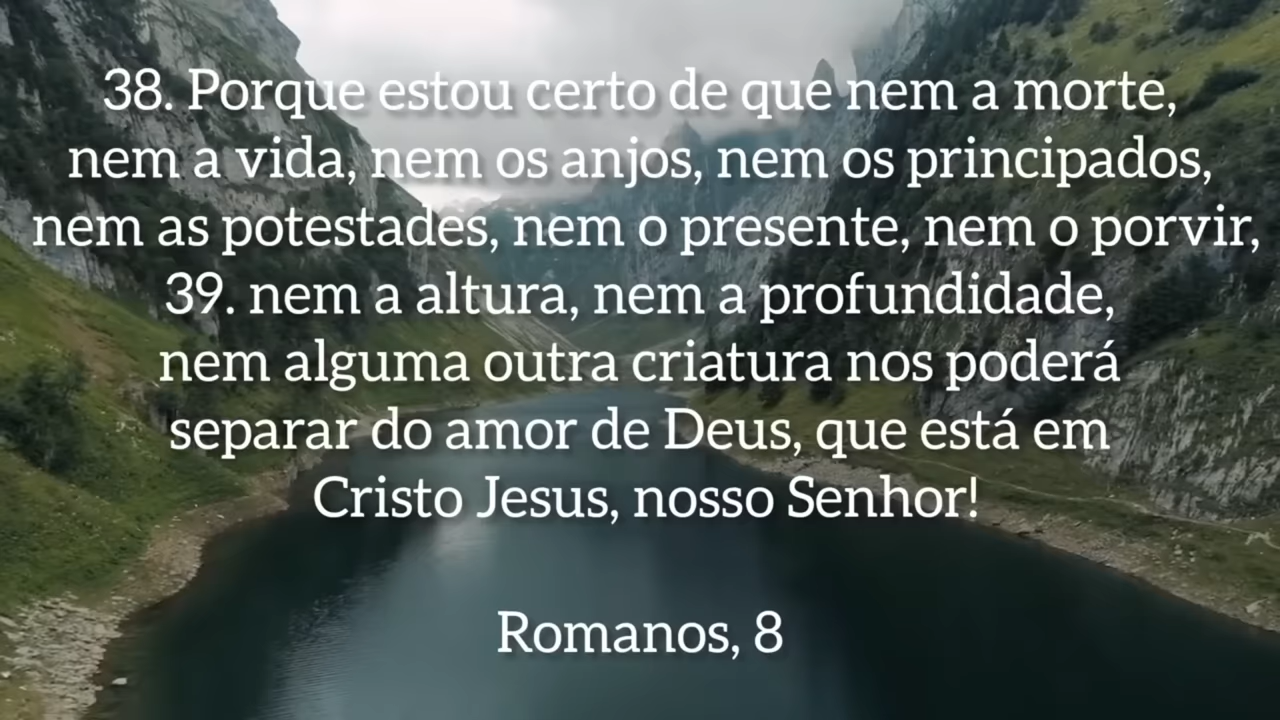 38. Porque estou certo de que nem a morte,
nem a vida, nem os anjos, nem os principados,
nem as potestades, nem o presente, nem o porvir,
39. nem a altura, nem a profundidade,
nem alguma outra criatura nos poderá
separar do amor de Deus, que está em
Cristo Jesus, nosso Senhor!
Romanos, 8